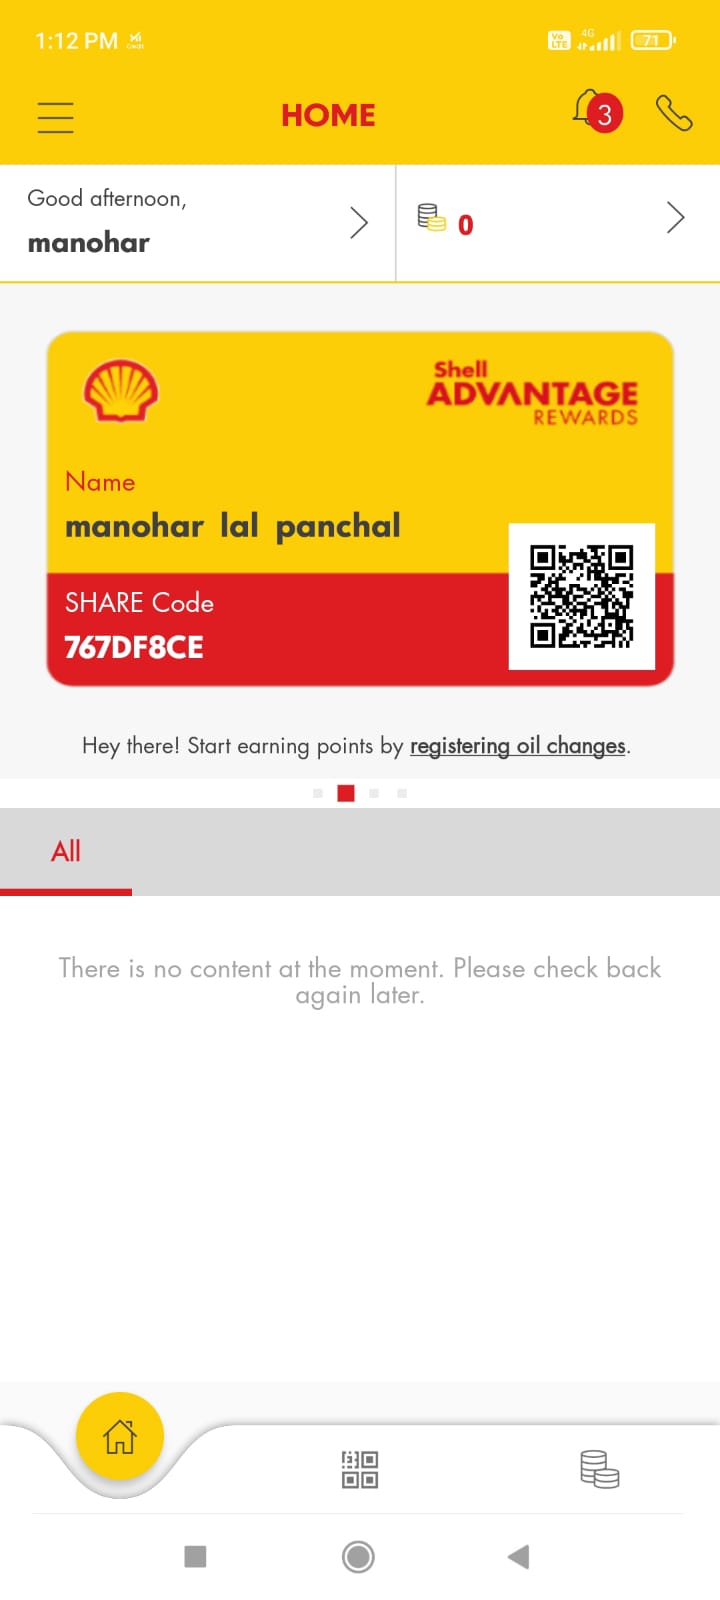 1:12 PM
Vo
LTE
4G
71
HOME
3
Good afternoon,
manohar
0
Shell
ADVANTAGE
REWARDS
Name
manohar lal panchal
SHARE Code
767DF8CE
Hey there! Start earning points by registering oil changes.
All
There is no content at the moment. Please check back
again later.